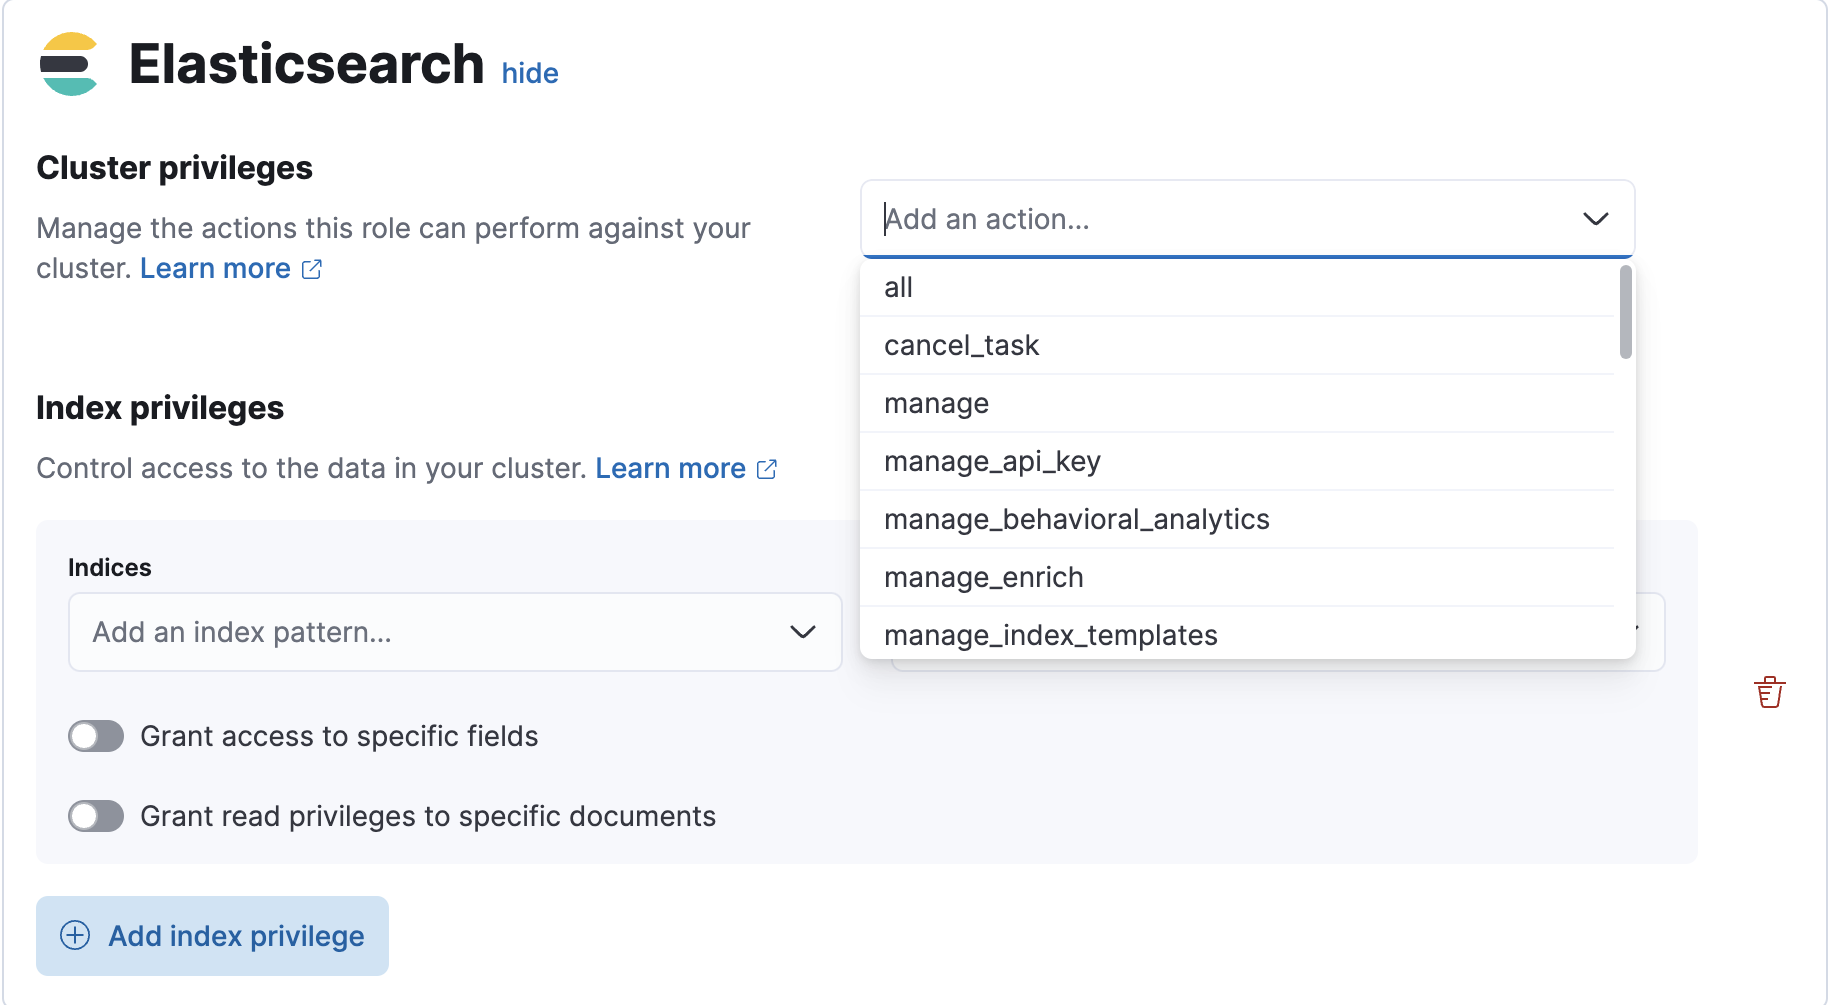 Elasticsearch hide
Cluster privileges
Manage the actions this role can perform against your
cluster. Learn more
Add an action...
all
cancel_task
manage
manage_api_key
manage_behavioral_analytics
manage_enrich
manage_index_templates
Index privileges
Control access to the data in your cluster. Learn more
Indices
Add an index pattern...
Grant access to specific fields
Grant read privileges to specific documents
Add index privilege